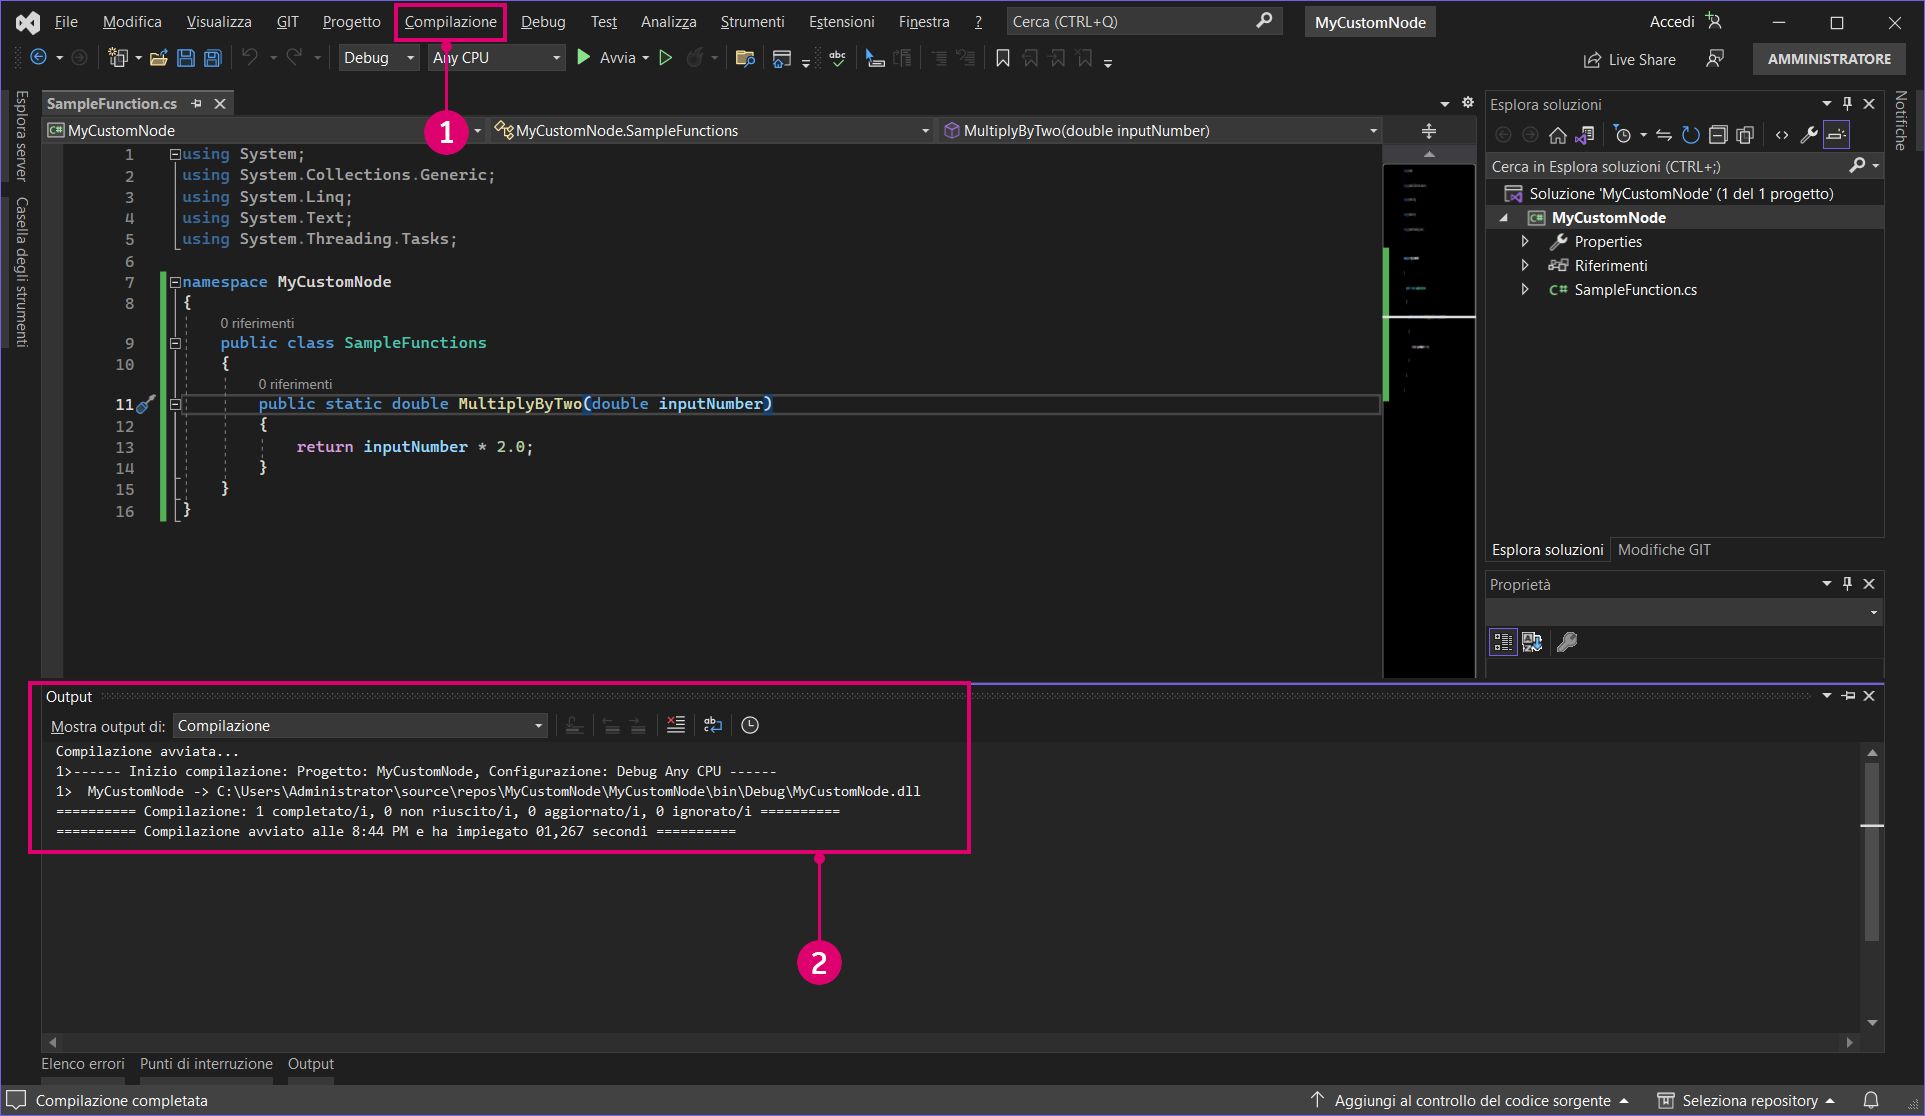 File Modifica Visualizza GIT Progetto Compilazione Debug Test Analizza Strumenti Estensioni Finestra ? Cerca (CTRL+Q) MyCustomNode Accedi
Debug Any CPU Avvia abc Live Share AMMINISTRATORE
1
Esplora server
Casella degli strumenti
SampleFunction.cs
C# MyCustomNode MyCustomNode.SampleFunctions MultiplyByTwo(double inputNumber)
1 using System;
2 using System.Collections.Generic;
3 using System.Linq;
4 using System.Text;
5 using System.Threading.Tasks;
6
7 namespace MyCustomNode
8 {
0 riferimenti
9 public class SampleFunctions
10 {
0 riferimenti
11 public static double MultiplyByTwo(double inputNumber)
12 {
13 return inputNumber * 2.0;
14 }
15 }
16 }
Esplora soluzioni
Cerca in Esplora soluzioni (CTRL+;)
Soluzione 'MyCustomNode' (1 del 1 progetto)
C# MyCustomNode
Properties
Riferimenti
C# SampleFunction.cs
Esplora soluzioni Modifiche GIT
Proprietà
Notifiche
Output
Mostra output di: Compilazione
Compilazione avviata...
1>------ Inizio compilazione: Progetto: MyCustomNode, Configurazione: Debug Any CPU ------
1> MyCustomNode -> C:\Users\Administrator\source\repos\MyCustomNode\MyCustomNode\bin\Debug\MyCustomNode.dll
========== Compilazione: 1 completato/i, 0 non riuscito/i, 0 aggiornato/i, 0 ignorato/i ==========
========== Compilazione avviato alle 8:44 PM e ha impiegato 01,267 secondi ==========
2
Elenco errori Punti di interruzione Output
Compilazione completata Aggiungi al controllo del codice sorgente Seleziona repository